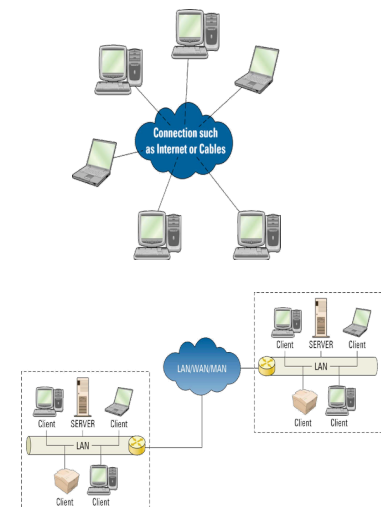 Connection such
as Internet or Cables
LAN/WAN/MAN
Client SERVER Client
LAN
Client Client
Client SERVER Client
LAN
Client Client